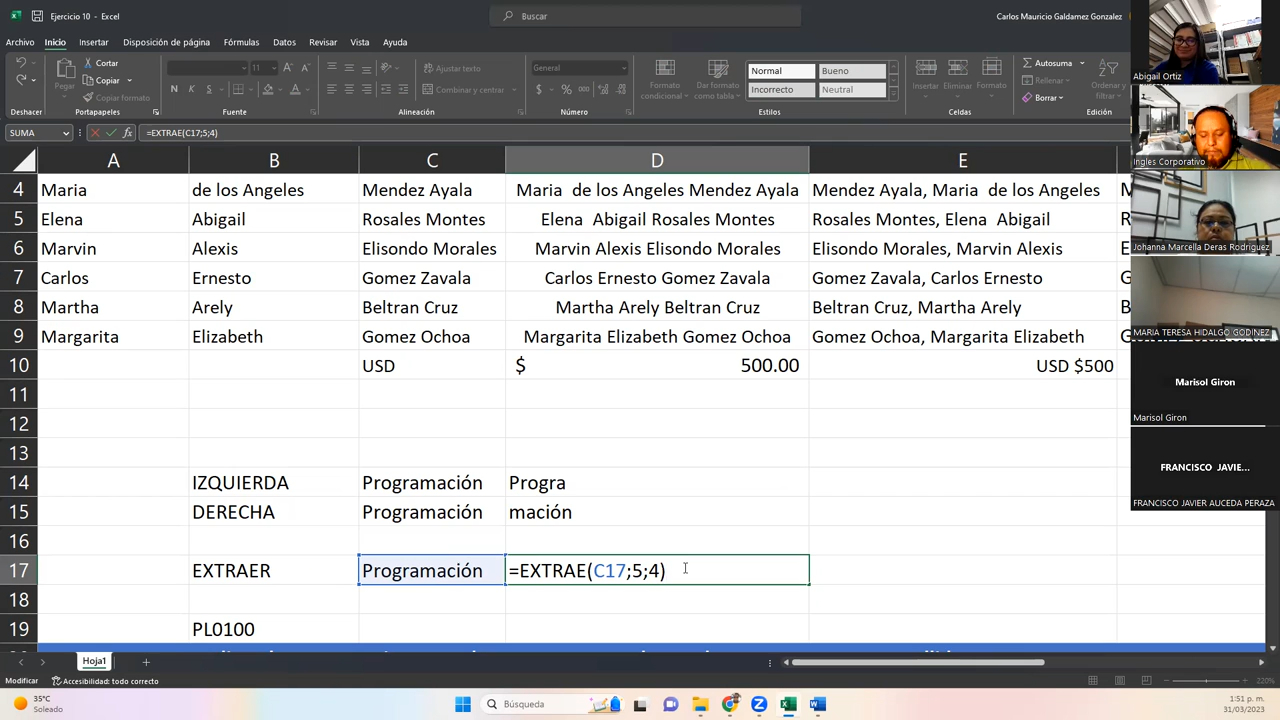 Ejercicio 10 - Excel
Buscar
Carlos Mauricio Galdamez Gonzalez
Archivo Inicio Insertar Disposición de página Fórmulas Datos Revisar Vista Ayuda
Pegar
Cortar
Copiar
Copiar formato
11
N K S
Ajustar texto
Combinar y centrar
General
Formato condicional
Dar formato como tabla
Normal Bueno
Incorrecto Neutral
Insertar Eliminar Formato
Autosuma
Rellenar
Borrar
Deshacer Portapapeles Fuente Alineación Número Estilos Celdas Edición
SUMA
=EXTRAE(C17;5;4)
A B C D E
4 Maria de los Angeles Mendez Ayala Maria de los Angeles Mendez Ayala Mendez Ayala, Maria de los Angeles
5 Elena Abigail Rosales Montes Elena Abigail Rosales Montes Rosales Montes, Elena Abigail
6 Marvin Alexis Elisondo Morales Marvin Alexis Elisondo Morales Elisondo Morales, Marvin Alexis
7 Carlos Ernesto Gomez Zavala Carlos Ernesto Gomez Zavala Gomez Zavala, Carlos Ernesto
8 Martha Arely Beltran Cruz Martha Arely Beltran Cruz Beltran Cruz, Martha Arely
9 Margarita Elizabeth Gomez Ochoa Margarita Elizabeth Gomez Ochoa Gomez Ochoa, Margarita Elizabeth
10 USD $ 500.00 USD $500
11
12
13
14 IZQUIERDA Programación Progra
15 DERECHA Programación mación
16
17 EXTRAER Programación =EXTRAE(C17;5;4)
18
19 PL0100
Hoja1
Modificar
Accesibilidad: todo correcto
220%
35°C
Soleado
Búsqueda
1:51 p. m.
31/03/2023
Abigail Ortiz
Ingles Corporativo
Johanna Marcella Deras Rodriguez
MARIA TERESA HIDALGO GODINEZ
Marisol Giron
Marisol Giron
FRANCISCO JAVIE...
FRANCISCO JAVIER AUCEDA PERAZA